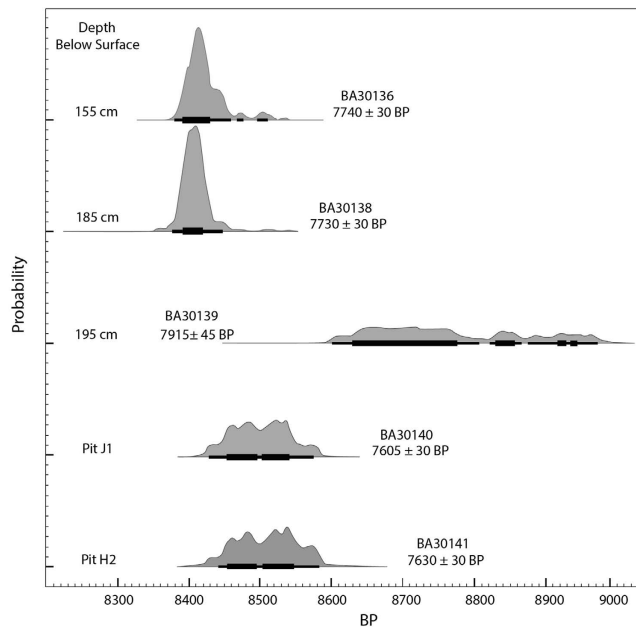 Depth
Below Surface
155 cm
BA30136
7740 ± 30 BP
185 cm
BA30138
7730 ± 30 BP
195 cm
BA30139
7915± 45 BP
Pit J1
BA30140
7605 ± 30 BP
Pit H2
BA30141
7630 ± 30 BP
Probability
8300 8400 8500 8600 8700 8800 8900 9000
BP